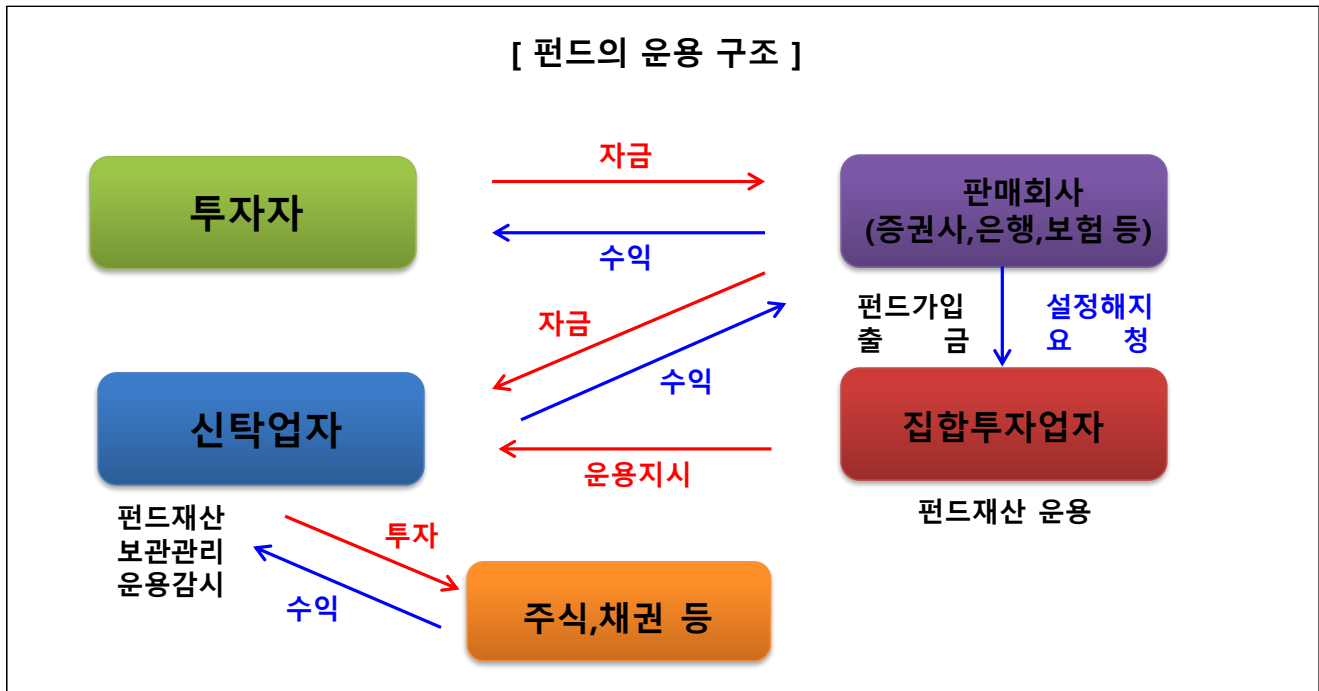 [ 펀드의 운용 구조 ]
투자자
자금
수익
판매회사
(증권사,은행,보험 등)
자금
수익
펀드가입
출 금
설정해지
요 청
신탁업자
운용지시
집합투자업자
펀드재산
보관관리
운용감시
펀드재산 운용
투자
수익
주식,채권 등